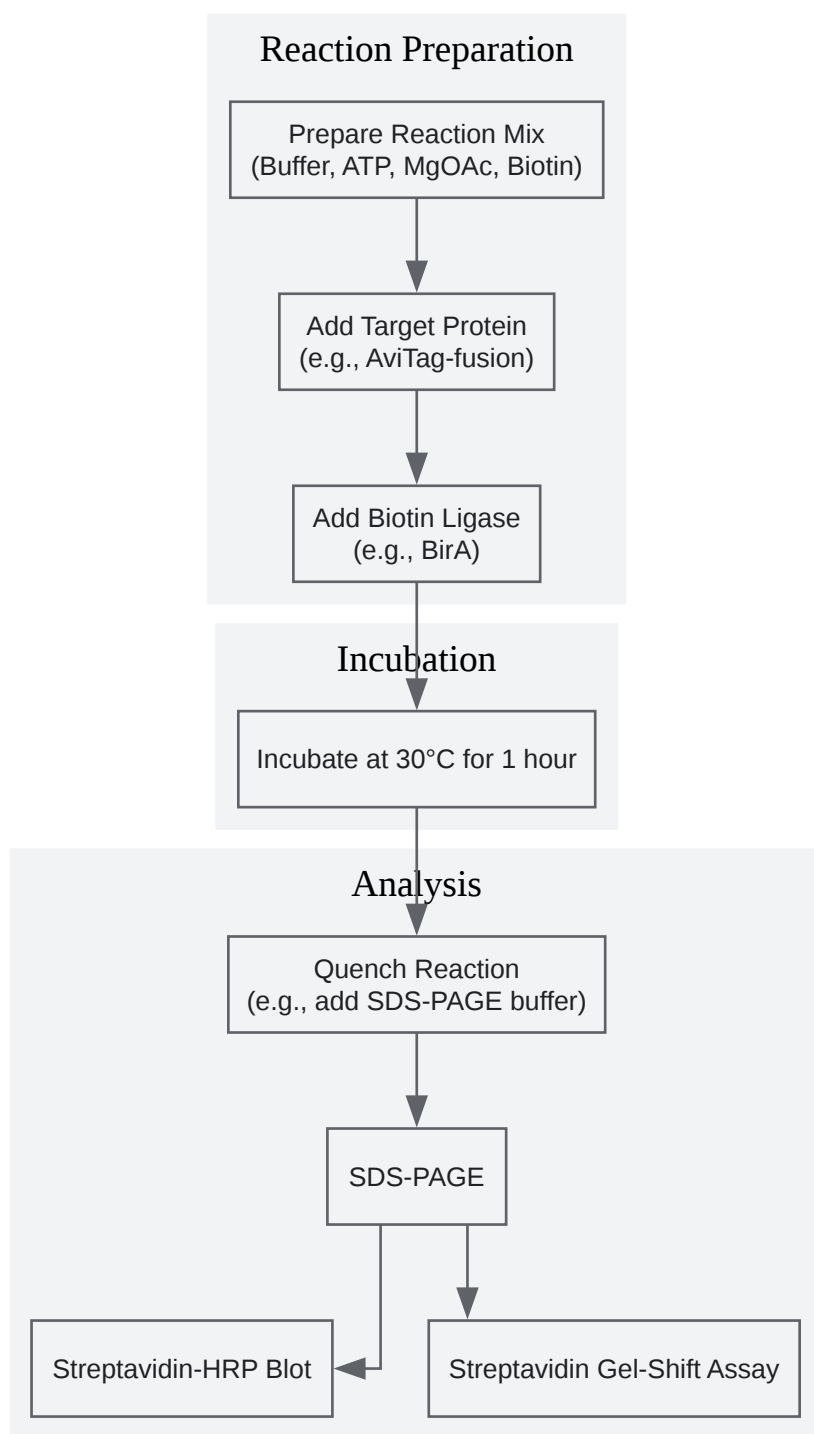 Reaction Preparation
Prepare Reaction Mix
(Buffer, ATP, MgOAc, Biotin)
Add Target Protein
(e.g., AviTag-fusion)
Add Biotin Ligase
(e.g., BirA)
Incubation
Incubate at 30°C for 1 hour
Analysis
Quench Reaction
(e.g., add SDS-PAGE buffer)
SDS-PAGE
Streptavidin-HRP Blot
Streptavidin Gel-Shift Assay